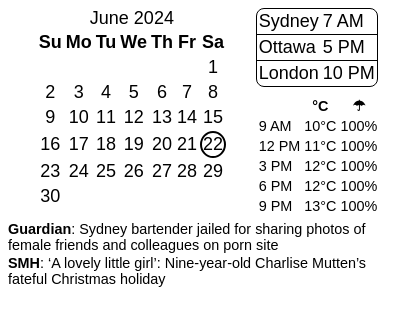 June 2024
Su Mo Tu We Th Fr Sa
1
2 3 4 5 6 7 8
9 10 11 12 13 14 15
16 17 18 19 20 21 22
23 24 25 26 27 28 29
30
Sydney 7 AM
Ottawa 5 PM
London 10 PM
°C ☂
9 AM 10°C 100%
12 PM 11°C 100%
3 PM 12°C 100%
6 PM 12°C 100%
9 PM 13°C 100%
Guardian: Sydney bartender jailed for sharing photos of
female friends and colleagues on porn site
SMH: ‘A lovely little girl’: Nine-year-old Charlise Mutten’s
fateful Christmas holiday